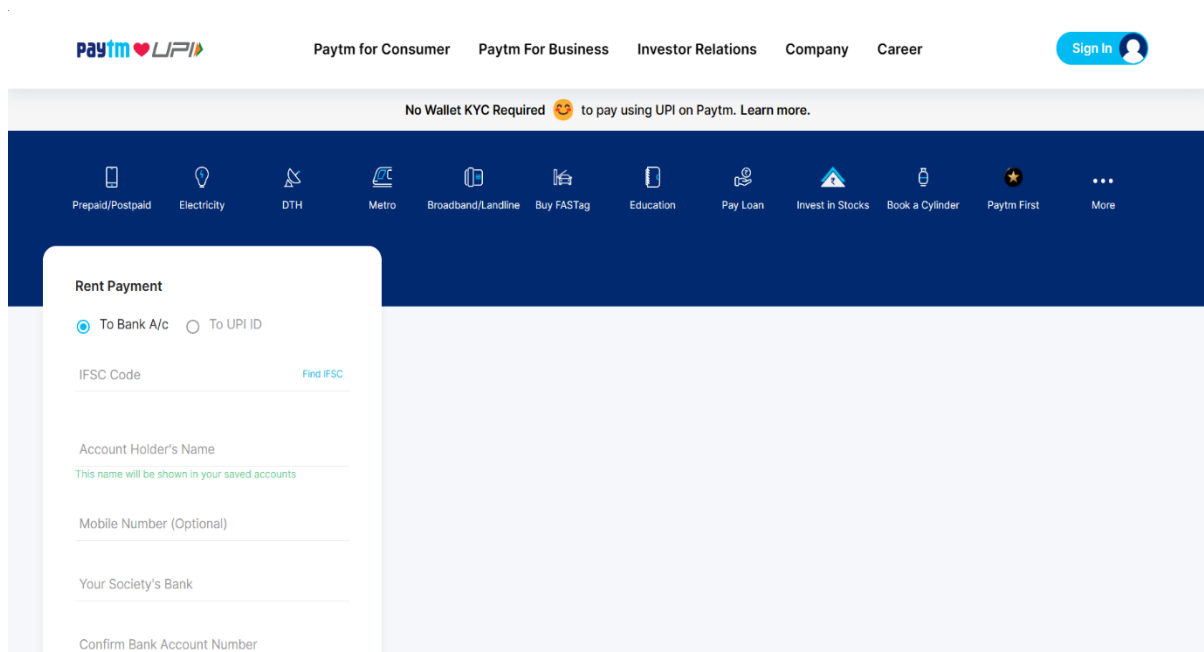 Paytm UPI Paytm for Consumer Paytm For Business Investor Relations Company Career Sign In
No Wallet KYC Required to pay using UPI on Paytm. Learn more.
Prepaid/Postpaid Electricity DTH Metro Broadband/Landline Buy FASTag Education Pay Loan Invest in Stocks Book a Cylinder Paytm First More
Rent Payment
To Bank A/c To UPI ID
IFSC Code Find IFSC
Account Holder's Name
This name will be shown in your saved accounts
Mobile Number (Optional)
Your Society's Bank
Confirm Bank Account Number